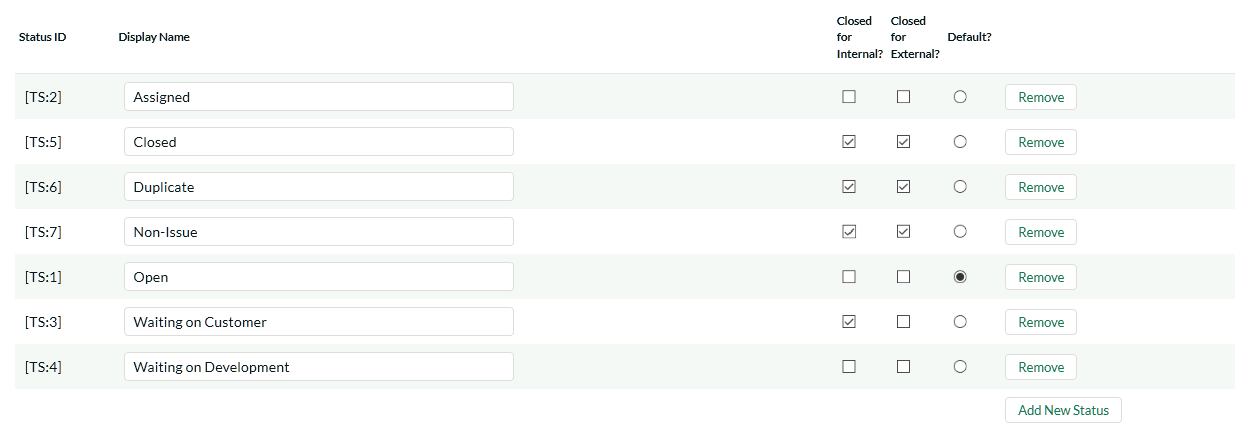 Status ID Display Name Closed for Internal? Closed for External? Default?
[TS:2] Assigned Remove
[TS:5] Closed Remove
[TS:6] Duplicate Remove
[TS:7] Non-Issue Remove
[TS:1] Open Remove
[TS:3] Waiting on Customer Remove
[TS:4] Waiting on Development Remove
Add New Status